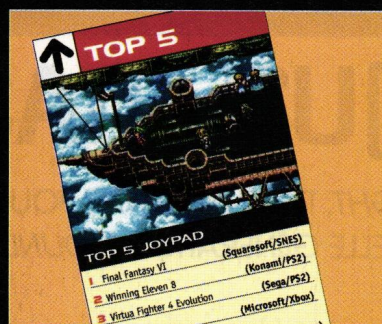 TOP 5
TOP 5 JOYPAD
1 Final Fantasy VI (Squaresoft/SNES)
2 Winning Eleven 8 (Konami/PS2)
3 Virtua Fighter 4 Evolution (Sega/PS2)
(Microsoft/Xbox)